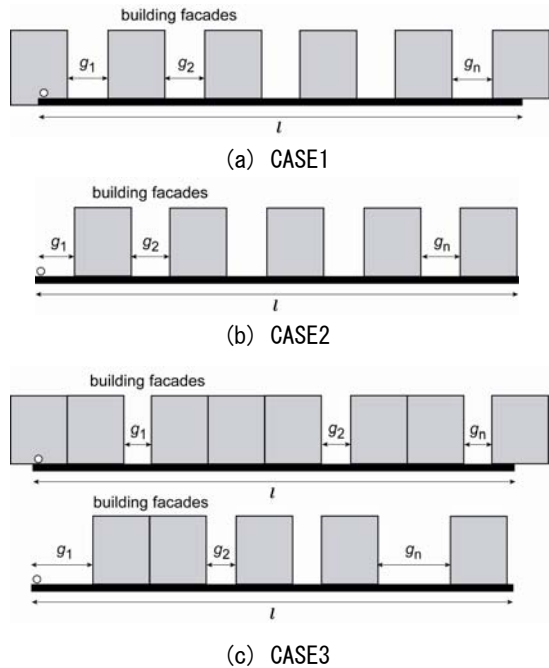 building facades
g1 g2 gn
l
(a) CASE1
building facades
g1 g2 gn
l
(b) CASE2
building facades
g1 g2 gn
l
building facades
g1 g2 gn
l
(c) CASE3